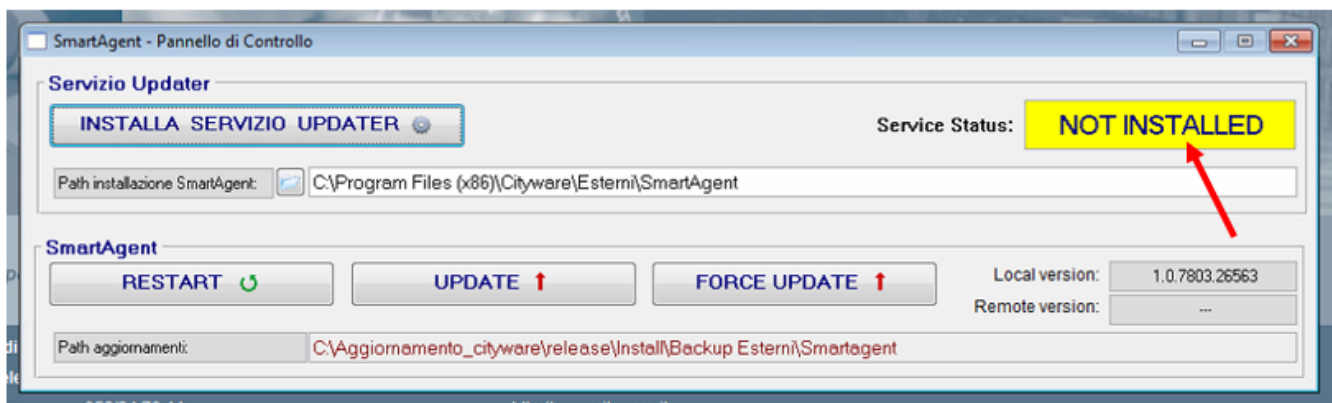 SmartAgent - Pannello di Controllo
Servizio Updater
INSTALLA SERVIZIO UPDATER
Service Status:
NOT INSTALLED
Path installazione SmartAgent:
C:\Program Files (x86)\Cityware\Esterni\SmartAgent
SmartAgent
RESTART
UPDATE
FORCE UPDATE
Local version:
1.0.7803.26563
Remote version:
---
Path aggiornamenti:
C:\Aggiornamento_cityware\release\Install\Backup Esterni\Smartagent